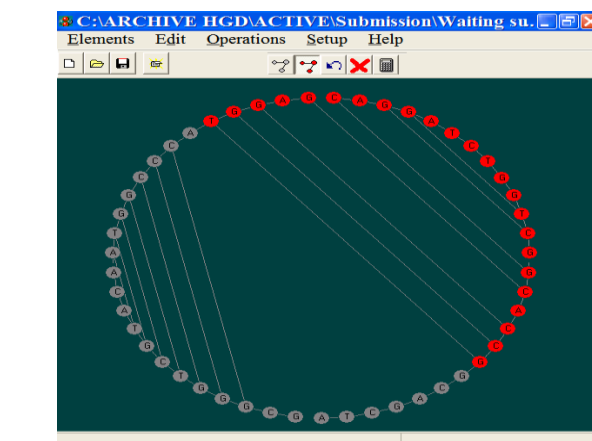 C:\ARCHIVE HGD\ACTIVE\Submission\Waiting su.
Elements Edit Operations Setup Help
T G G A G C A G G A T C T G G T C G G C A C C G G C A G C T A G C G G G T C G T A C A A T G G C C C A